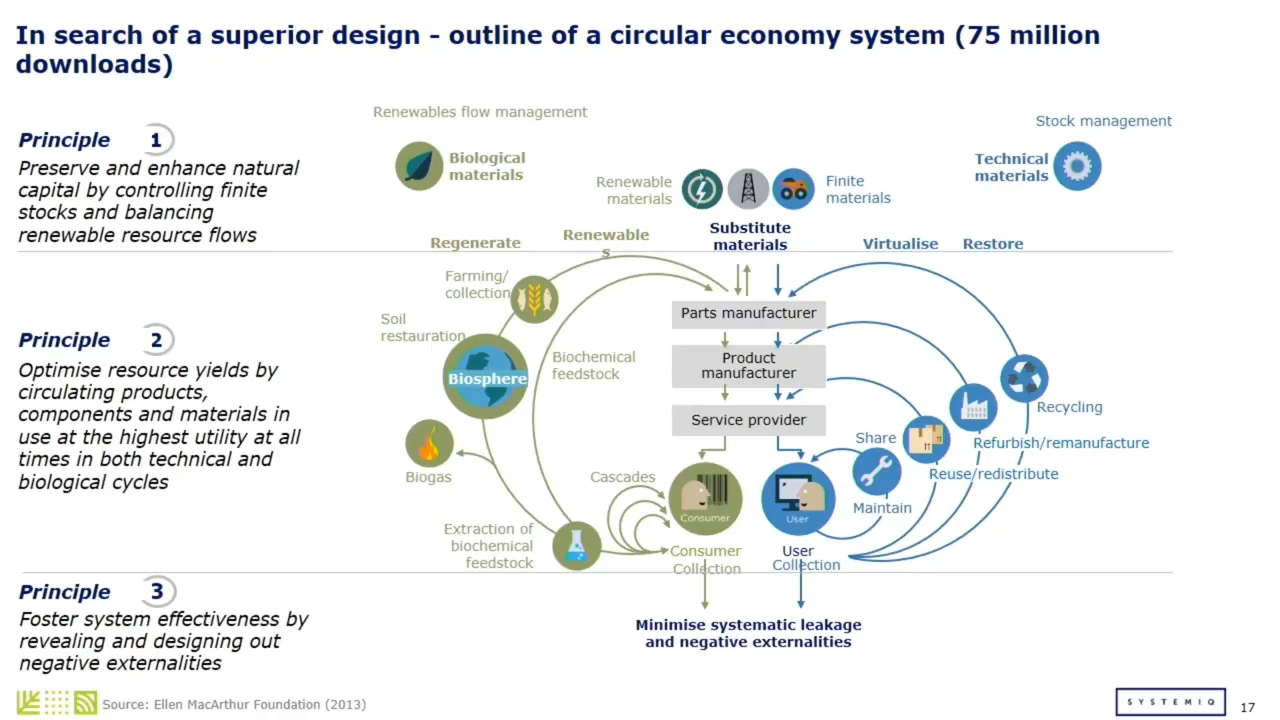 In search of a superior design - outline of a circular economy system (75 million
downloads)
Principle 1
Preserve and enhance natural
capital by controlling finite
stocks and balancing
renewable resource flows
Renewables flow management
Biological
materials
Renewable
materials
Finite
materials
Stock management
Technical
materials
Regenerate
Renewable
s
Substitute
materials
Virtualise
Restore
Principle 2
Optimise resource yields by
circulating products,
components and materials in
use at the highest utility at all
times in both technical and
biological cycles
Farming/
collection
Soil
restauration
Biosphere
Biochemical
feedstock
Biogas
Cascades
Extraction of
biochemical
feedstock
Parts manufacturer
Product
manufacturer
Service provider
Consumer
Consumer
Collection
User
User
Collection
Share
Maintain
Reuse/redistribute
Refurbish/remanufacture
Recycling
Principle 3
Foster system effectiveness by
revealing and designing out
negative externalities
Minimise systematic leakage
and negative externalities
Source: Ellen MacArthur Foundation (2013)
SYSTEMIQ
17